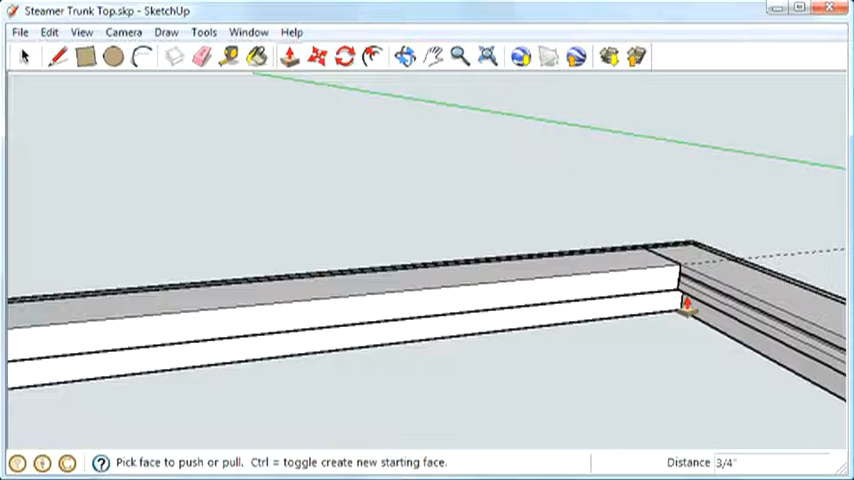 Steamer Trunk Top.skp - SketchUp
File Edit View Camera Draw Tools Window Help
Pick face to push or pull. Ctrl = toggle create new starting face. Distance 3/4"